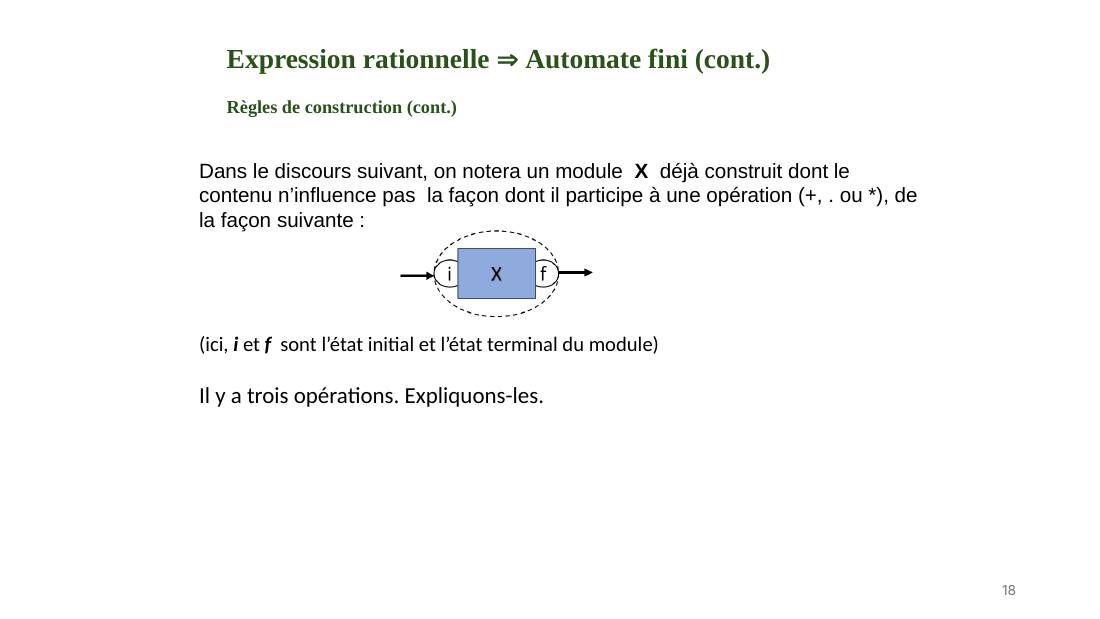 Expression rationnelle ⇒ Automate fini (cont.)
Règles de construction (cont.)
Dans le discours suivant, on notera un module X déjà construit dont le
contenu n’influence pas la façon dont il participe à une opération (+, . ou *), de
la façon suivante :
i X f
(ici, i et f sont l’état initial et l’état terminal du module)
Il y a trois opérations. Expliquons-les.
18